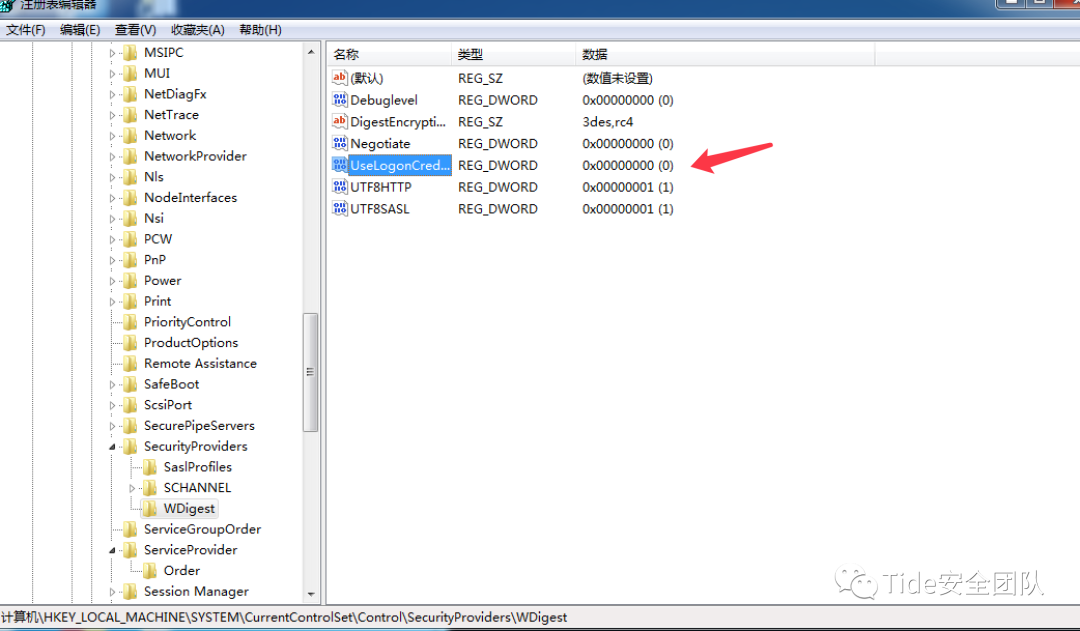 注册表编辑器
文件(F) 编辑(E) 查看(V) 收藏夹(A) 帮助(H)
MSIPC
MUI
NetDiagFx
NetTrace
Network
NetworkProvider
Nls
NodeInterfaces
Nsi
PCW
PnP
Power
Print
PriorityControl
ProductOptions
Remote Assistance
SafeBoot
ScsiPort
SecurePipeServers
SecurityProviders
SaslProfiles
SCHANNEL
WDigest
ServiceGroupOrder
ServiceProvider
Order
Session Manager
名称 类型 数据
(默认) REG_SZ (数值未设置)
Debuglevel REG_DWORD 0x00000000 (0)
DigestEncrypti... REG_SZ 3des,rc4
Negotiate REG_DWORD 0x00000000 (0)
UseLogonCred... REG_DWORD 0x00000000 (0)
UTF8HTTP REG_DWORD 0x00000001 (1)
UTF8SASL REG_DWORD 0x00000001 (1)
Tide安全团队
计算机\HKEY_LOCAL_MACHINE\SYSTEM\CurrentControlSet\Control\SecurityProviders\WDigest